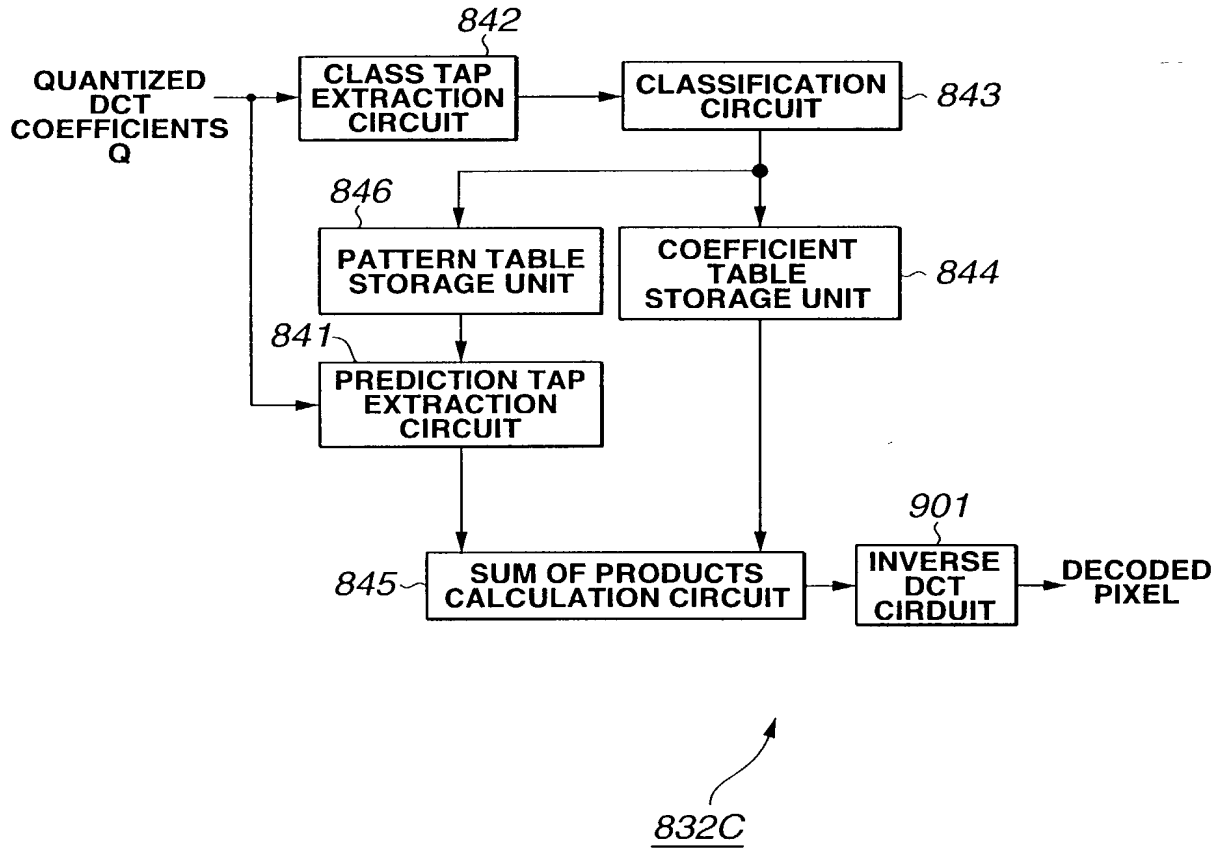 842
QUANTIZED
DCT
COEFFICIENTS
Q
CLASS TAP
EXTRACTION
CIRCUIT
CLASSIFICATION
CIRCUIT
843
846
PATTERN TABLE
STORAGE UNIT
COEFFICIENT
TABLE
STORAGE UNIT
844
841
PREDICTION TAP
EXTRACTION
CIRCUIT
901
845
SUM OF PRODUCTS
CALCULATION CIRCUIT
INVERSE
DCT
CIRDUIT
DECODED
PIXEL
832C